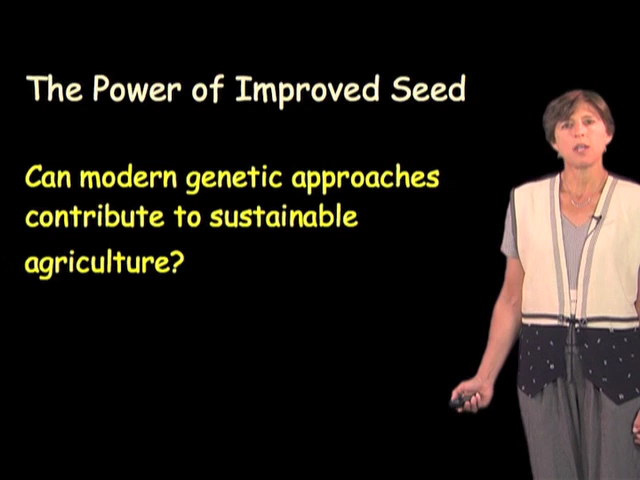 The Power of Improved Seed
Can modern genetic approaches
contribute to sustainable
agriculture?